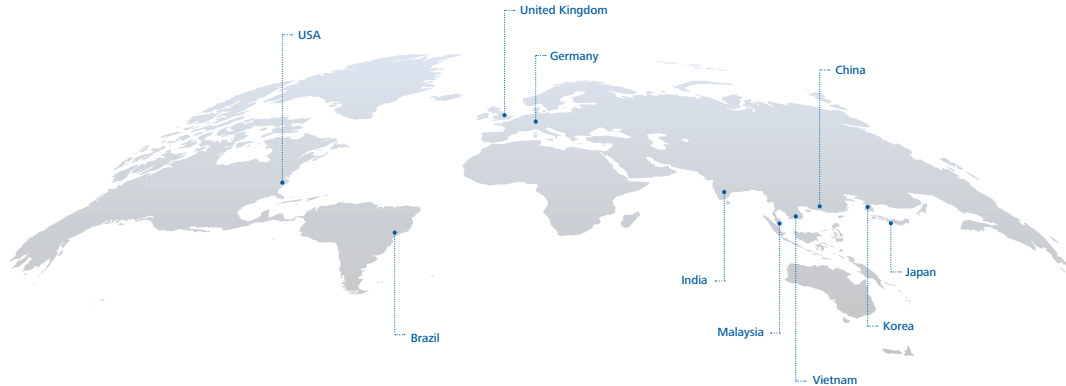 United Kingdom
USA
Germany
China
Japan
India
Korea
Malaysia
Brazil
Vietnam